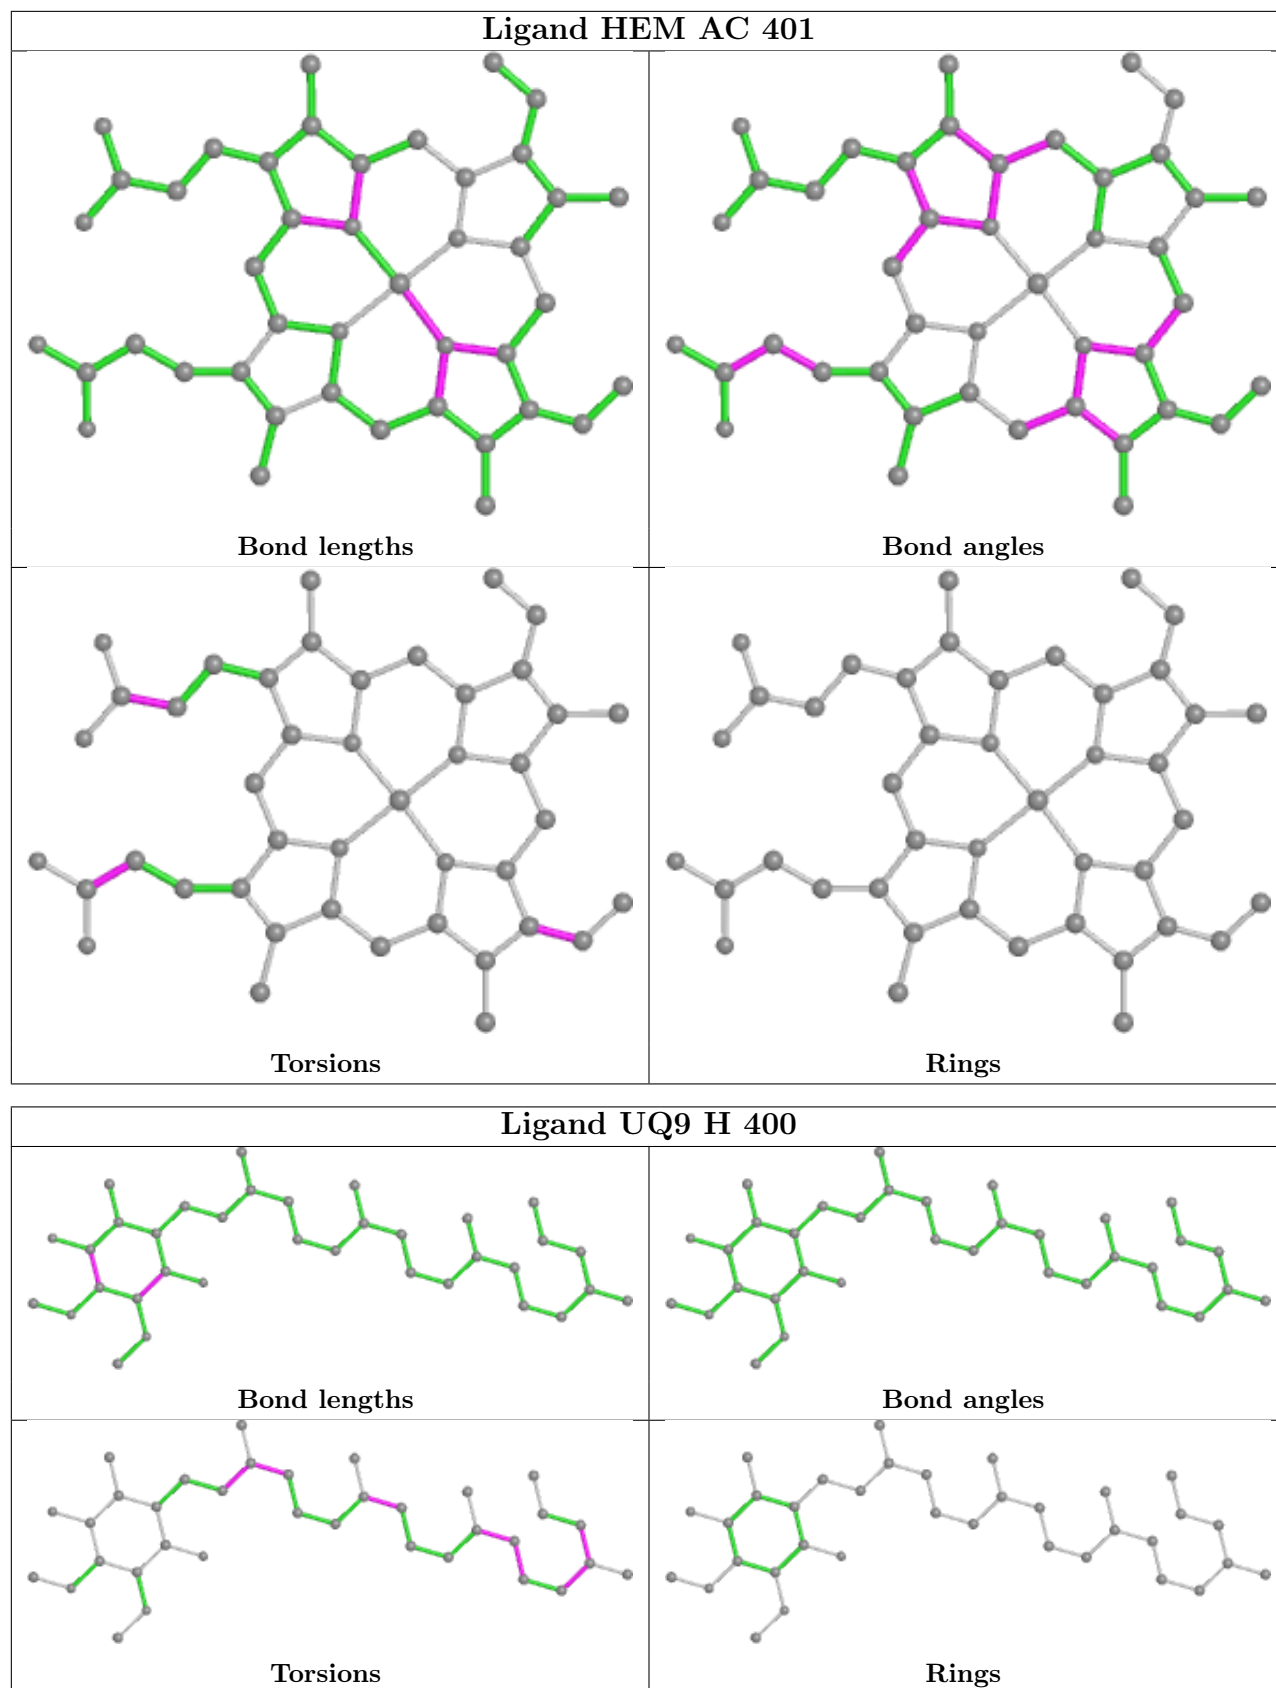 Ligand HEM AC 401
Bond lengths
Bond angles
Torsions
Rings
Ligand UQ9 H 400
Bond lengths
Bond angles
Torsions
Rings